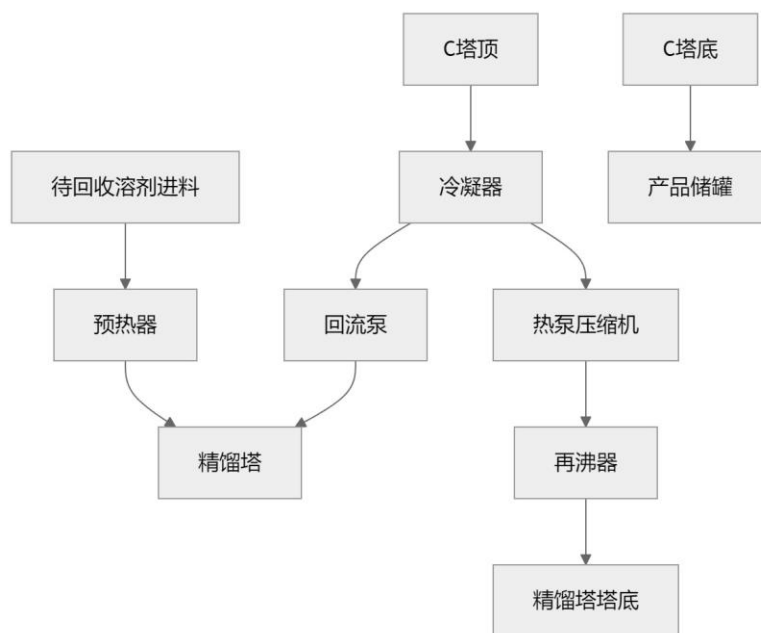 C塔顶
C塔底
待回收溶剂进料
冷凝器
产品储罐
预热器
回流泵
热泵压缩机
精馏塔
再沸器
精馏塔塔底